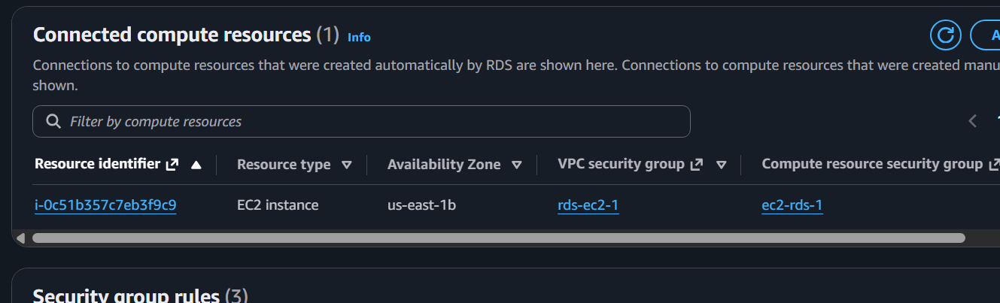 Connected compute resources (1) Info
A
Connections to compute resources that were created automatically by RDS are shown here. Connections to compute resources that were created manu
shown.
Filter by compute resources
Resource identifier Resource type Availability Zone VPC security group Compute resource security group
i-0c51b357c7eb3f9c9 EC2 instance us-east-1b rds-ec2-1 ec2-rds-1
Security group rules (3)